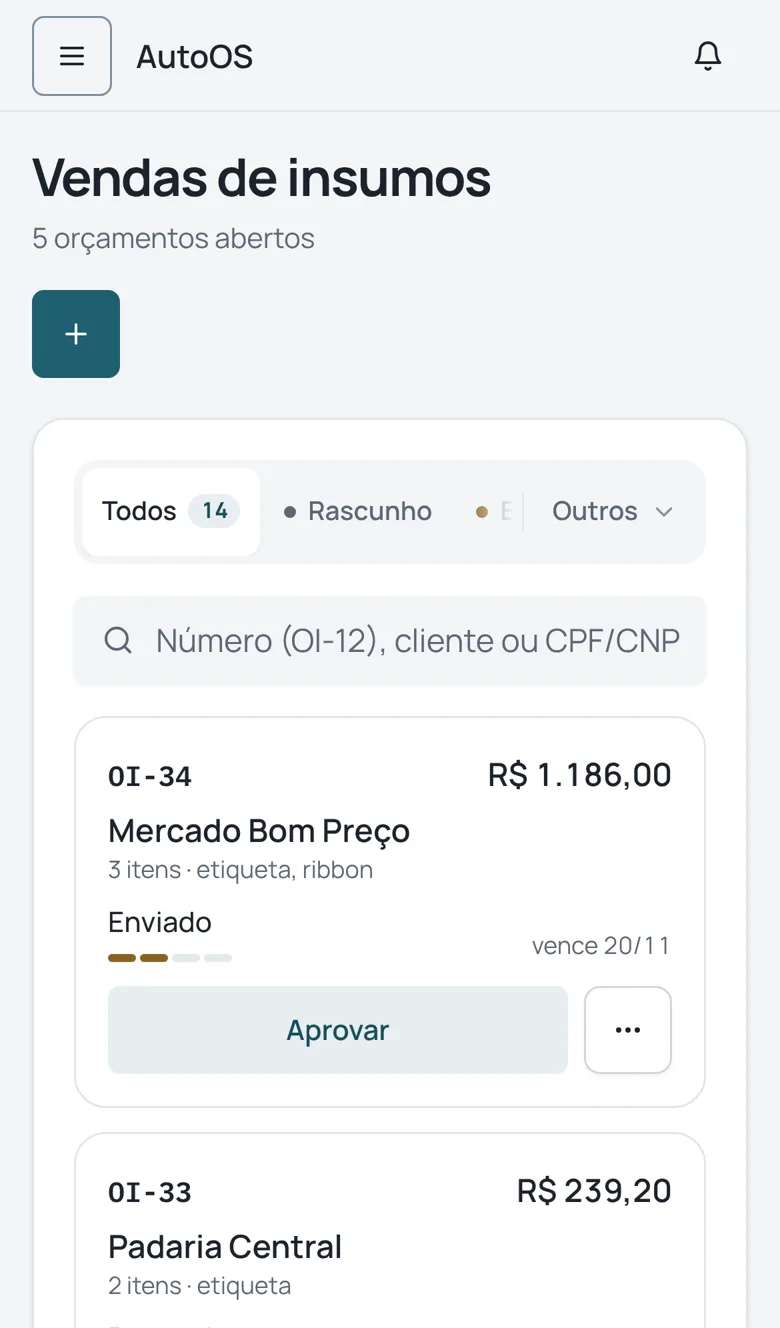 AutoOS
Vendas de insumos
5 orçamentos abertos
Todos 14 Rascunho E Outros
Número (OI-12), cliente ou CPF/CNP
OI-34 R$ 1.186,00
Mercado Bom Preço
3 itens · etiqueta, ribbon
Enviado
vence 20/11
Aprovar
OI-33 R$ 239,20
Padaria Central
2 itens · etiqueta